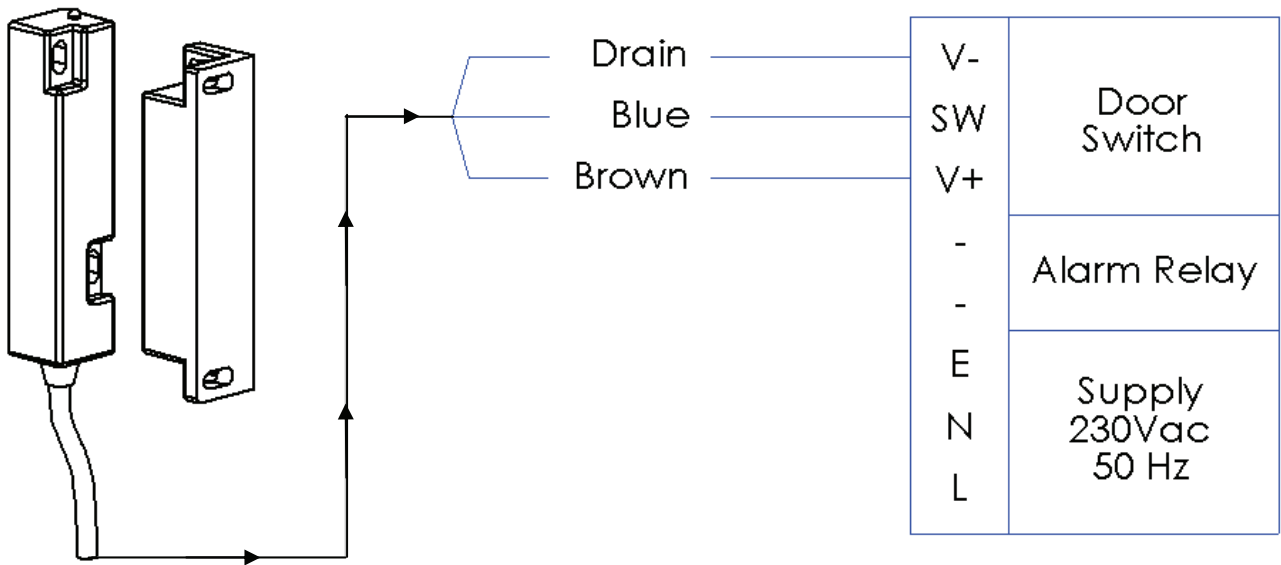 Drain
Blue
Brown
V-
SW
V+
-
-
E
N
L
Door
Switch
Alarm Relay
Supply
230Vac
50 Hz